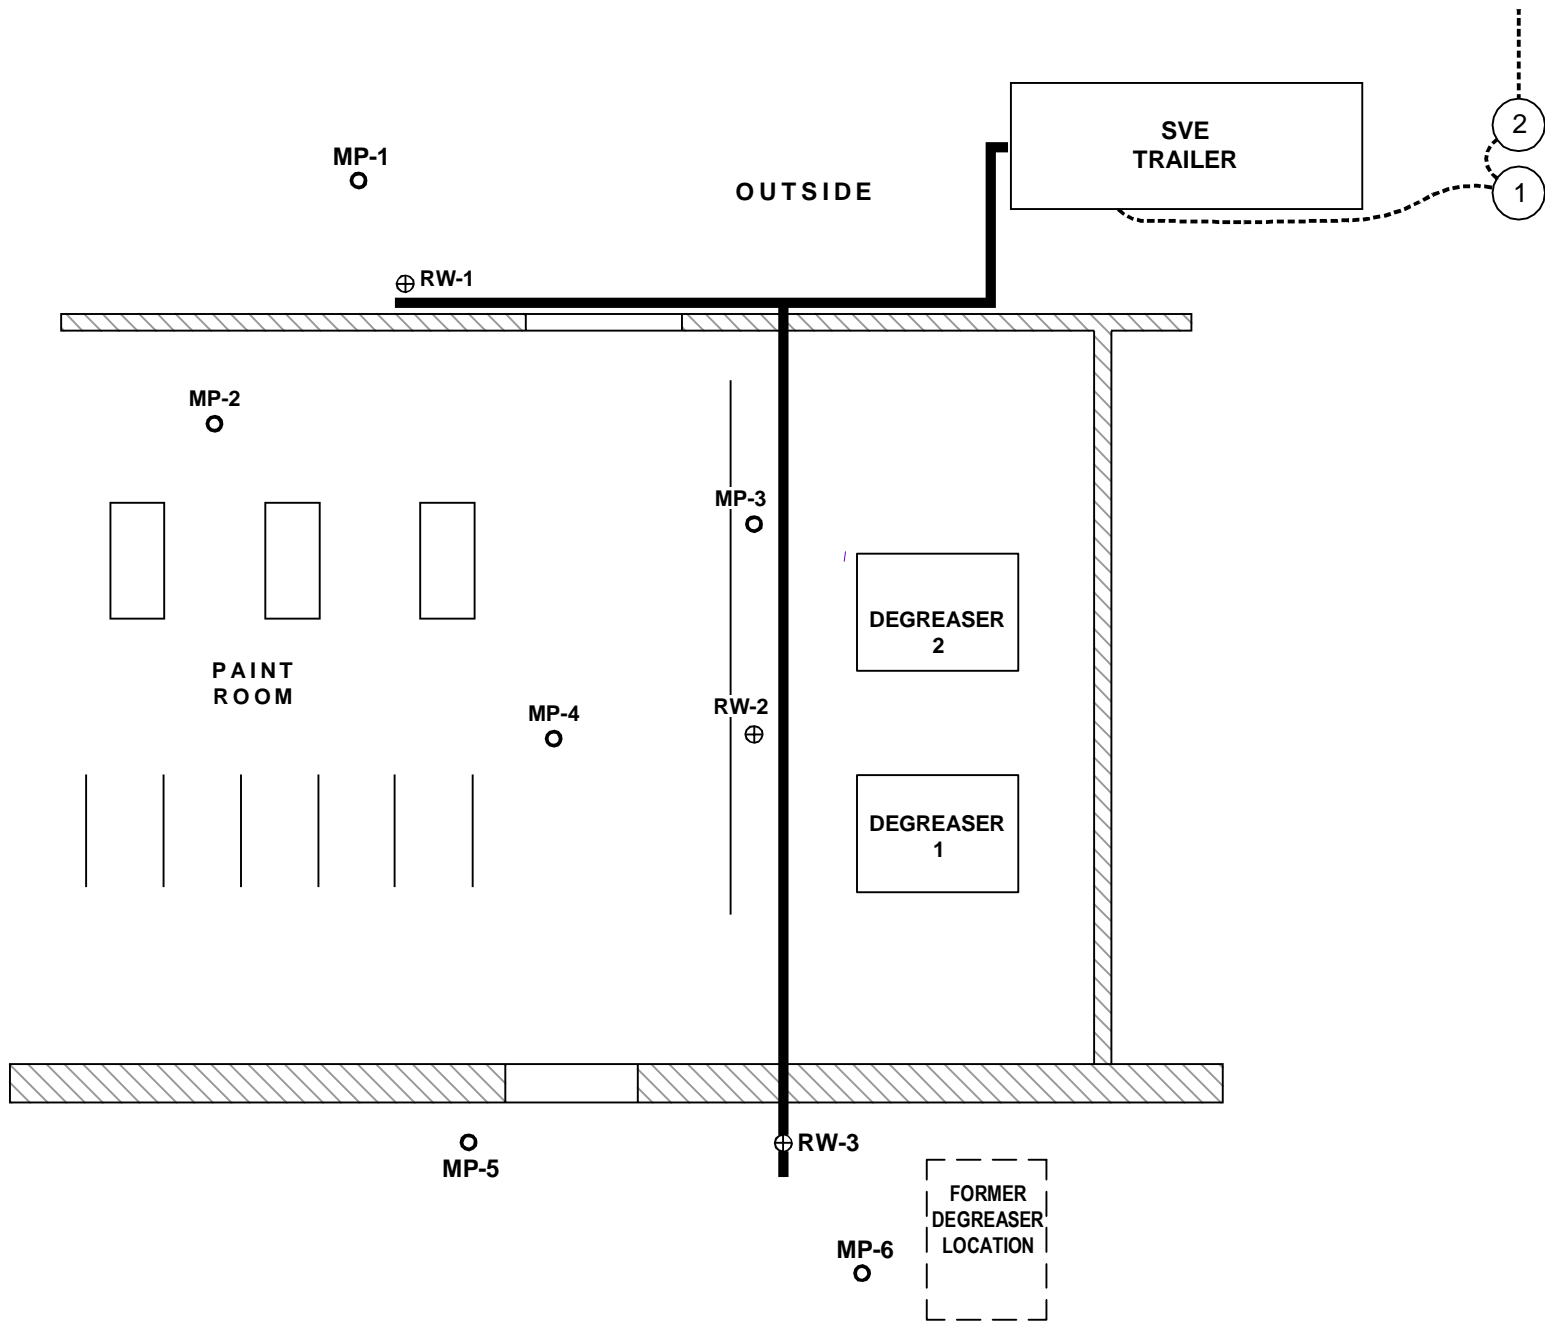 2
SVE
TRAILER
MP-1
OUTSIDE
1
RW-1
MP-2
MP-3
DEGREASER
2
PAINT
ROOM
RW-2
MP-4
DEGREASER
1
RW-3
MP-5
FORMER
DEGREASER
LOCATION
MP-6